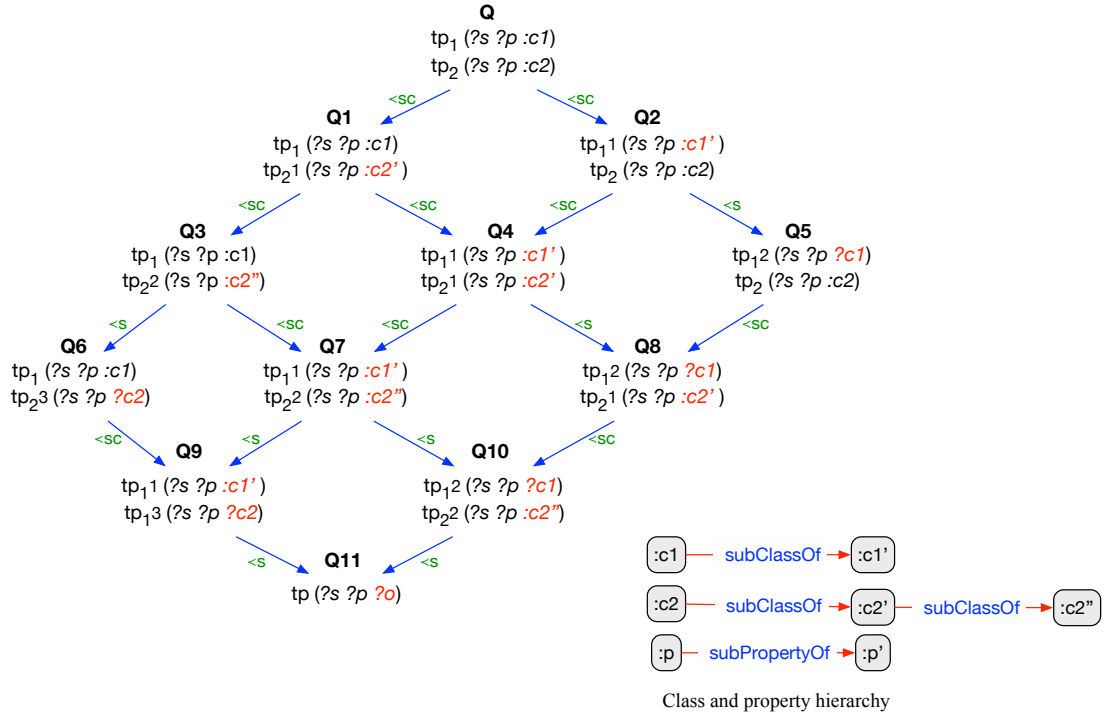 Q
tp1 (?s ?p :c1)
tp2 (?s ?p :c2)
<sc <sc
Q1 Q2
tp1 (?s ?p :c1) tp11 (?s ?p :c1’ )
tp21 (?s ?p :c2’ ) tp2 (?s ?p :c2)
<sc <sc <sc <s
Q3 Q4 Q5
tp1 (?s ?p :c1) tp11 (?s ?p :c1’ ) tp12 (?s ?p ?c1)
tp22 (?s ?p :c2”) tp21 (?s ?p :c2’ ) tp2 (?s ?p :c2)
<s <sc <sc <s <sc
Q6 Q7 Q8
tp1 (?s ?p :c1) tp11 (?s ?p :c1’ ) tp12 (?s ?p ?c1)
tp23 (?s ?p ?c2) tp22 (?s ?p :c2”) tp21 (?s ?p :c2’ )
<sc <s <s <sc
Q9 Q10
tp11 (?s ?p :c1’ ) tp12 (?s ?p ?c1)
tp13 (?s ?p ?c2) tp22 (?s ?p :c2”)
<s <s
Q11
tp (?s ?p ?o)
:c1 subClassOf :c1’
:c2 subClassOf :c2’ subClassOf :c2”
:p subPropertyOf :p’
Class and property hierarchy